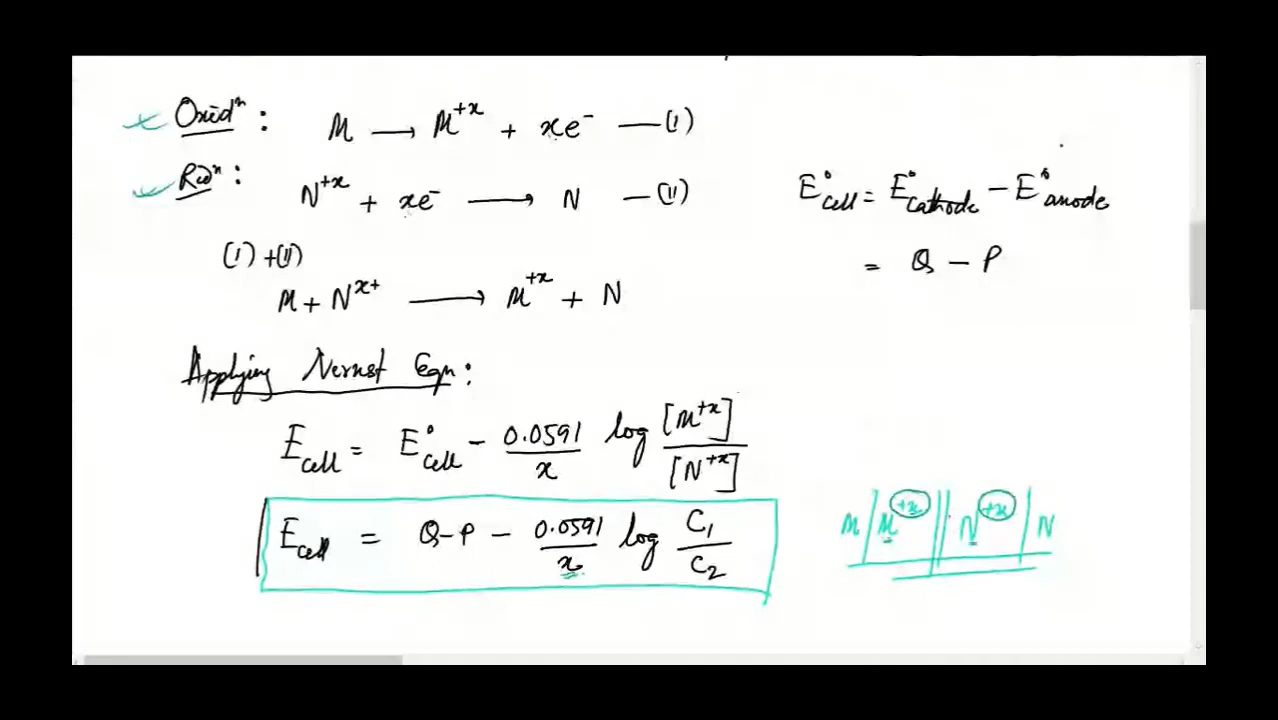 Oxidⁿ : M → M⁺ˣ + xe⁻ —(I)
Redⁿ : N⁺ˣ + xe⁻ → N —(II)
(I) + (II)
M + Nˣ⁺ → M⁺ˣ + N
E°cell = E°cathode − E°anode
= Q − P
Applying Nernst Eqn :
Ecell = E°cell − 0.0591/x log [M⁺ˣ]/[N⁺ˣ]
Ecell = Q−P − 0.0591/x log C₁/C₂
M | M⁺ˣ || N⁺ˣ | N